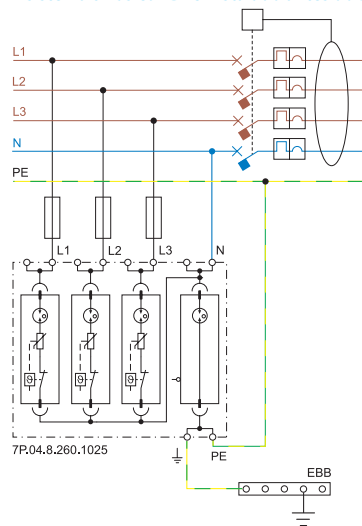 L1
L2
L3
N
PE
L1 L2 L3 N
ϑ ϑ ϑ
7P.04.8.260.1025
PE
EBB